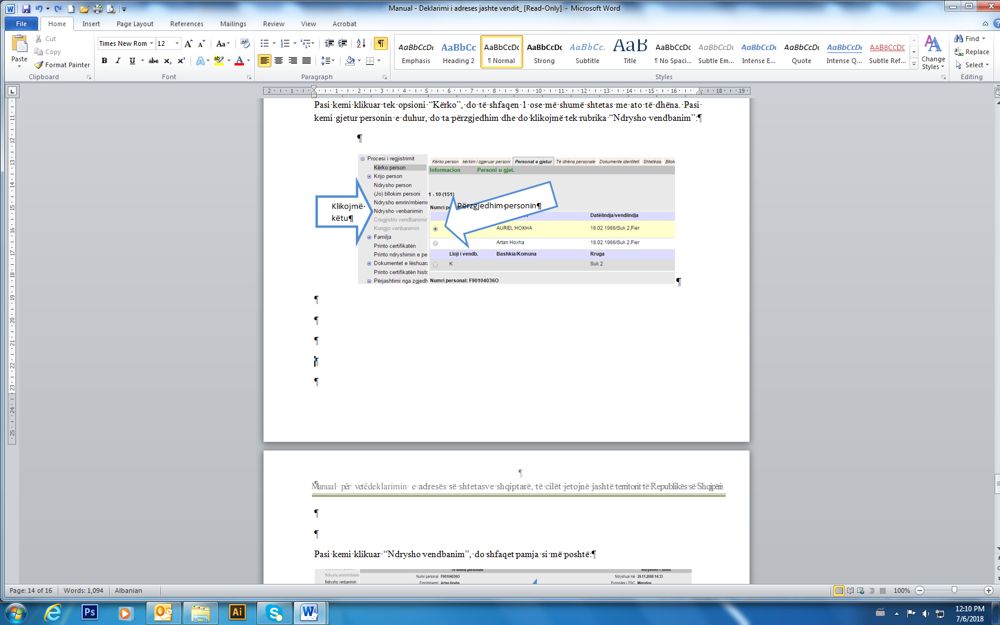 Manual - Deklarimi i adreses jashte vendit_ [Read-Only] - Microsoft Word
File Home Insert Page Layout References Mailings Review View Acrobat
Paste
Cut
Copy
Format Painter
Clipboard
Times New Rom 12
Font
Paragraph
AaBbCcDc Emphasis
AaBbCc Heading 2
AaBbCcDc ¶ Normal
AaBbCcDc Strong
AaBbCc. Subtitle
AaB Title
AaBbCcDc ¶ No Spaci...
AaBbCcDc Subtle Em...
AaBbCcDc Intense E...
AaBbCcDc Quote
AaBbCcDc Intense Q...
AABBCCDD Subtle Ref...
Change Styles
Styles
Find
Replace
Select
Editing
Pasi kemi klikuar tek opsioni “Kërko”, do të shfaqen 1 ose më shumë shtetas me ato të dhëna. Pasi
kemi gjetur personin e duhur, do ta përzgjedhim dhe do klikojmë tek rubrika “Ndrysho vendbanim”:¶
¶
Procesi i regjistrimit
Kërko person
Krijo person
Ndrysho person
(Jo) bllokim personi
Ndrysho emrin/mbiemr
Ndrysho venbanimin
Cregjistro vendbanimin
Korigjo venbanimin
Familja
Printo certifikatën
Printo ndryshimin e pe
Dokumentet e lëshuara
Printo certifikatën histo
Përjashtimi nga zgjedh
Klikojmë
këtu¶
Kërko person kërkim i zgjeruar personi Personat e gjetur Të dhëna personale Dokumente identiteti Shtetësia Bllok
Informacion Personi u gjet.
1 - 10 (151)
Numri pe
Përzgjedhim personin¶
Datëlindja/vendlindja
AUREL HOXHA 18.02.1988/Suk 2,Fier
Artan Hoxha 18.02.1988/Suk 2,Fier
Lloji i vendb. Bashkia/Komuna Rruga
K Suk 2
Numri personal: F90104036O
¶
¶
¶
¶
¶
¶
¶
Manual për vetëdeklarimin e adresës së shtetasve shqiptarë, të cilët jetojnë jashtë territorit të Republikës së Shqipëris
¶
¶
Pasi kemi klikuar “Ndrysho vendbanim”, do shfaqet pamja si më poshtë:¶
Ndrysho emrin/mbiemr
Ndrysho venbanimin
Të dhëna personale
Numri personal F90104036O
Emri/mbiemri Artan Hoxha
Ndryshimi i fundit
Ndryshuar më 29.11.2008 14:33
Punonjësi i ZGJC Migration
Page: 14 of 16 Words: 1,094 Albanian 100%
12:10 PM
7/6/2018